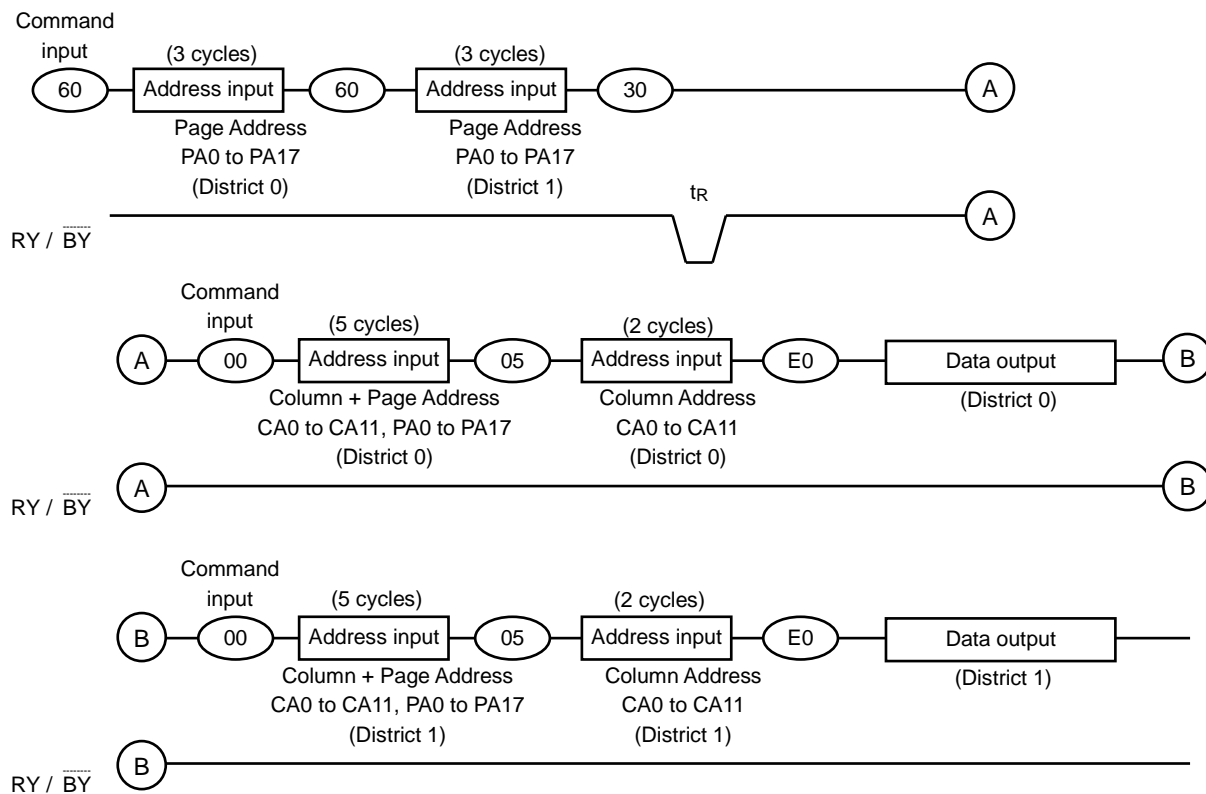 Command
input
(3 cycles)
(3 cycles)
60
Address input
60
Address input
30
A
Page Address
PA0 to PA17
(District 0)
Page Address
PA0 to PA17
(District 1)
tR
A
RY / BY
Command
input
(5 cycles)
(2 cycles)
A
00
Address input
05
Address input
E0
Data output
B
Column + Page Address
CA0 to CA11, PA0 to PA17
(District 0)
Column Address
CA0 to CA11
(District 0)
(District 0)
A
B
RY / BY
Command
input
(5 cycles)
(2 cycles)
B
00
Address input
05
Address input
E0
Data output
Column + Page Address
CA0 to CA11, PA0 to PA17
(District 1)
Column Address
CA0 to CA11
(District 1)
(District 1)
B
RY / BY